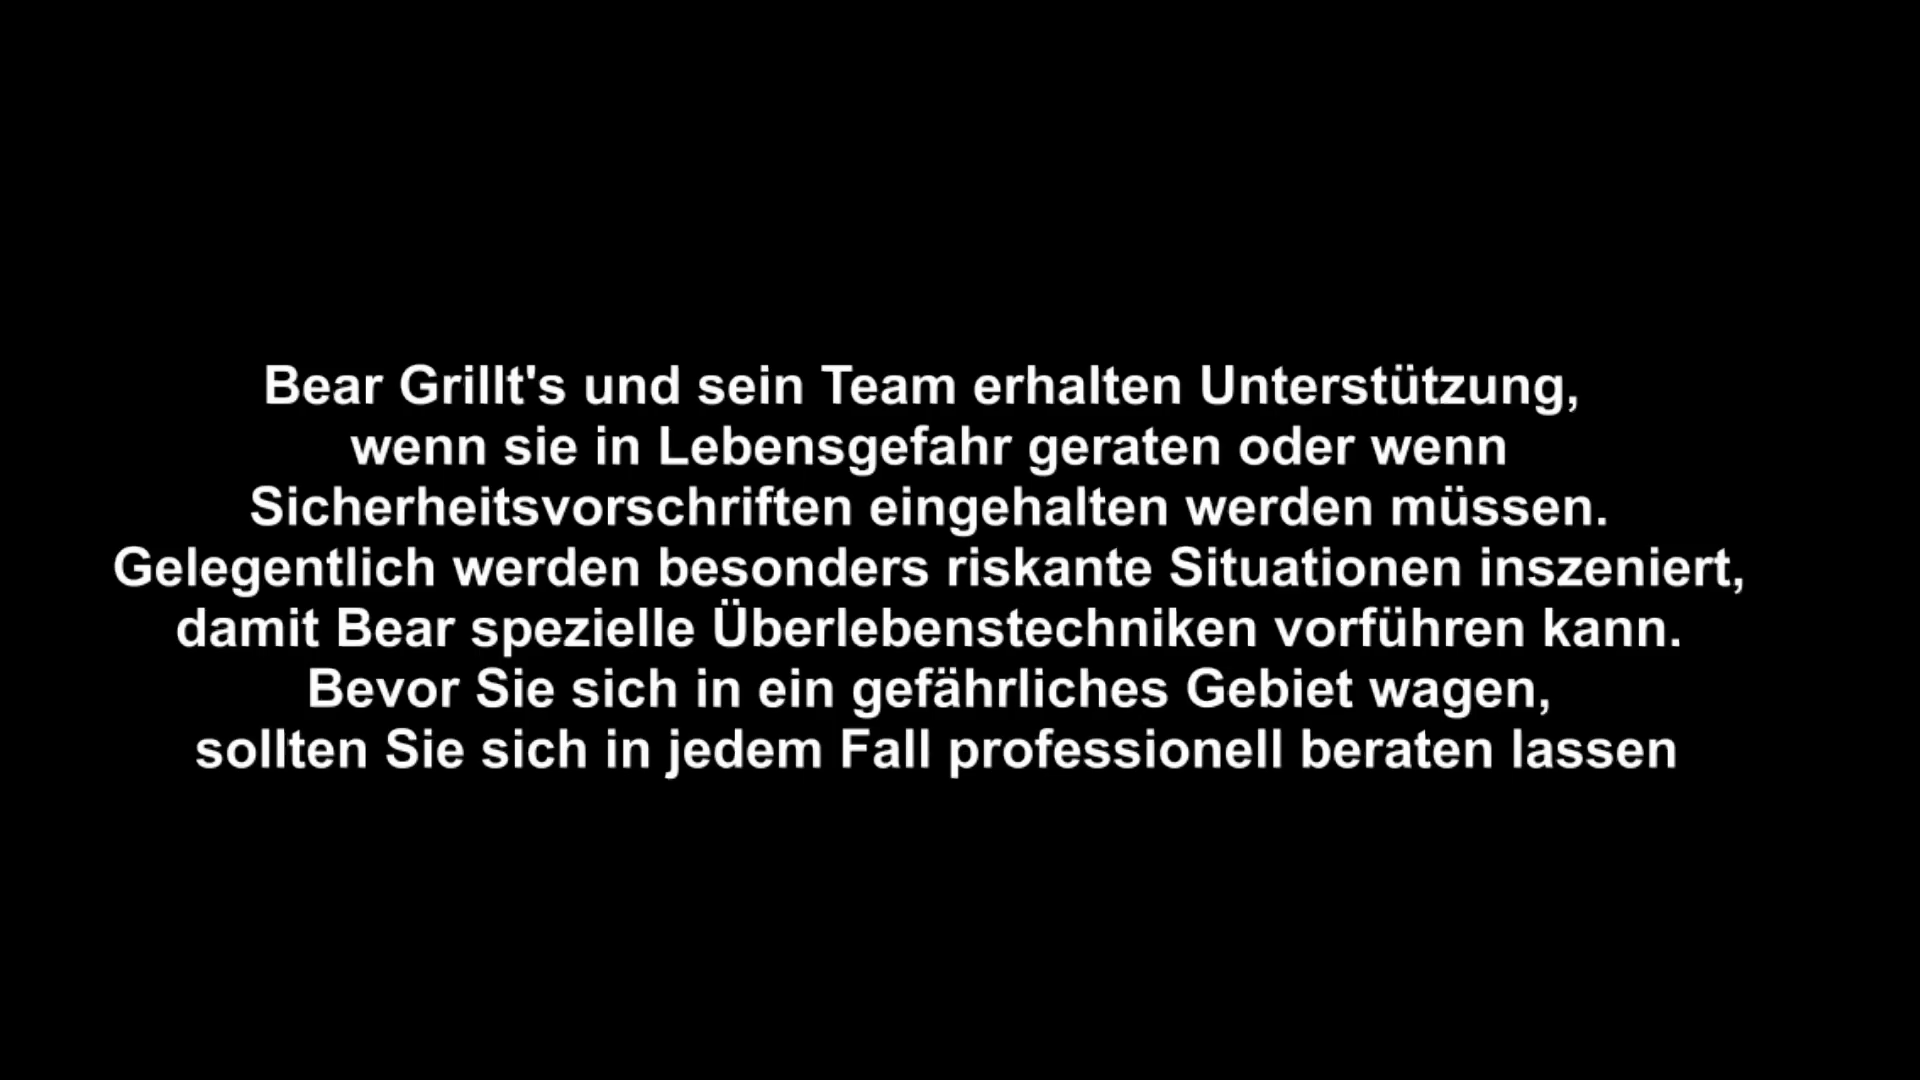 Bear Grillt's und sein Team erhalten Unterstützung,
wenn sie in Lebensgefahr geraten oder wenn
Sicherheitsvorschriften eingehalten werden müssen.
Gelegentlich werden besonders riskante Situationen inszeniert,
damit Bear spezielle Überlebenstechniken vorführen kann.
Bevor Sie sich in ein gefährliches Gebiet wagen,
sollten Sie sich in jedem Fall professionell beraten lassen